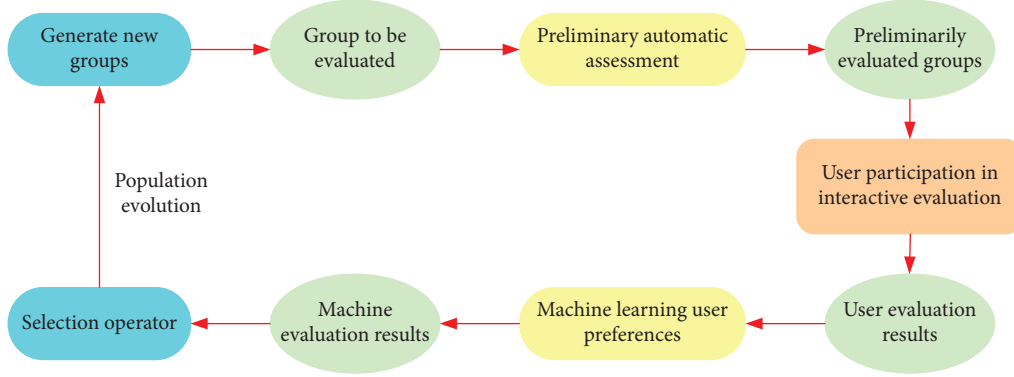 Generate new
groups
Group to be
evaluated
Preliminary automatic
assessment
Preliminarily
evaluated groups
User participation in
interactive evaluation
Population
evolution
Selection operator
Machine
evaluation results
Machine learning user
preferences
User evaluation
results